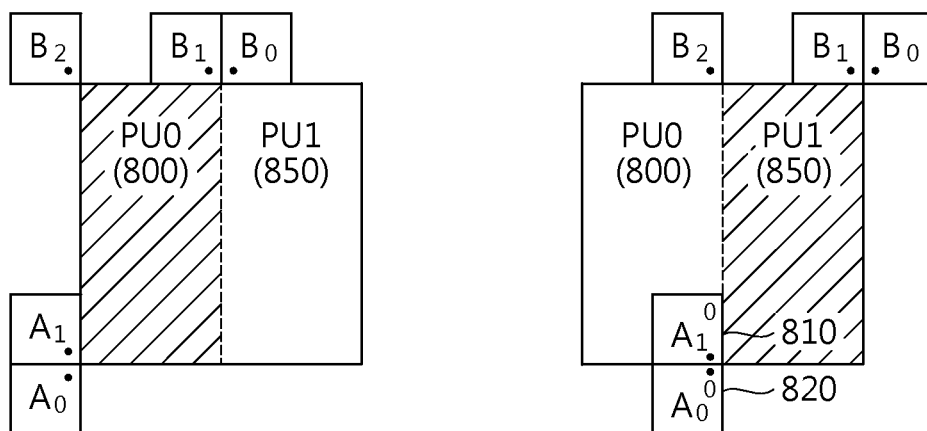 B2 B1 B0 B2 B1 B0
PU0 (800) PU1 (850) PU0 (800) PU1 (850)
A1 A1 0 810
A0 A0 0 820